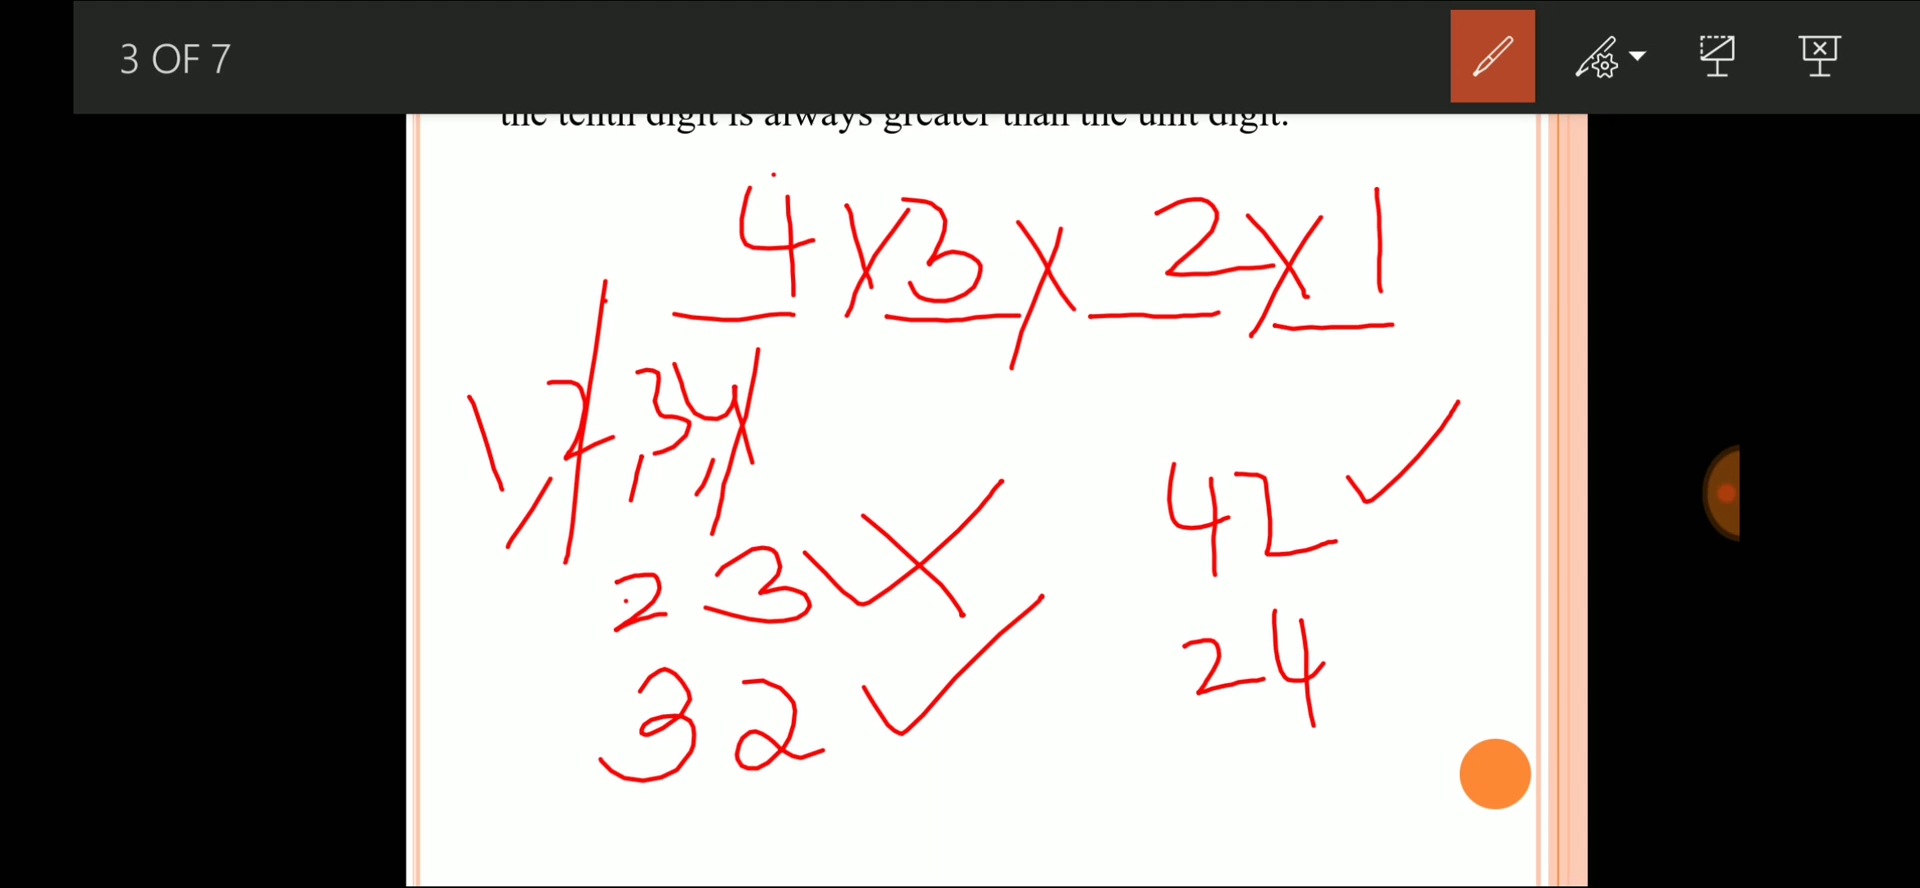 3 OF 7
the tenth digit is always greater than the unit digit.
4 x 3 x 2 x 1
1, 2, 3, 4
42
23
24
32